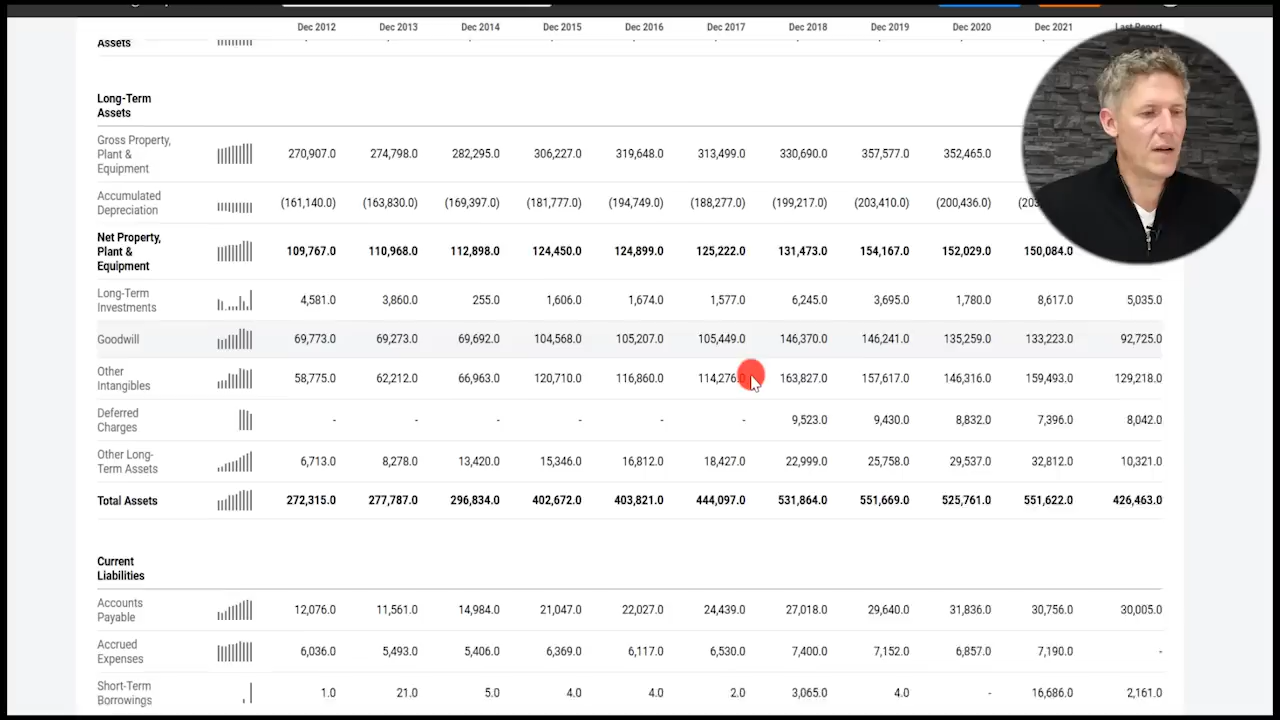 Dec 2012 Dec 2013 Dec 2014 Dec 2015 Dec 2016 Dec 2017 Dec 2018 Dec 2019 Dec 2020 Dec 2021 Last Report
Assets
Long-Term
Assets
Gross Property,
Plant &
Equipment
270,907.0 274,798.0 282,295.0 306,227.0 319,648.0 313,499.0 330,690.0 357,577.0 352,465.0
Accumulated
Depreciation
(161,140.0) (163,830.0) (169,397.0) (181,777.0) (194,749.0) (188,277.0) (199,217.0) (203,410.0) (200,436.0)
Net Property,
Plant &
Equipment
109,767.0 110,968.0 112,898.0 124,450.0 124,899.0 125,222.0 131,473.0 154,167.0 152,029.0 150,084.0
Long-Term
Investments
4,581.0 3,860.0 255.0 1,606.0 1,674.0 1,577.0 6,245.0 3,695.0 1,780.0 8,617.0 5,035.0
Goodwill 69,773.0 69,273.0 69,692.0 104,568.0 105,207.0 105,449.0 146,370.0 146,241.0 135,259.0 133,223.0 92,725.0
Other
Intangibles
58,775.0 62,212.0 66,963.0 120,710.0 116,860.0 114,276.0 163,827.0 157,617.0 146,316.0 159,493.0 129,218.0
Deferred
Charges
- - - - - - 9,523.0 9,430.0 8,832.0 7,396.0 8,042.0
Other Long-
Term Assets
6,713.0 8,278.0 13,420.0 15,346.0 16,812.0 18,427.0 22,999.0 25,758.0 29,537.0 32,812.0 10,321.0
Total Assets 272,315.0 277,787.0 296,834.0 402,672.0 403,821.0 444,097.0 531,864.0 551,669.0 525,761.0 551,622.0 426,463.0
Current
Liabilities
Accounts
Payable
12,076.0 11,561.0 14,984.0 21,047.0 22,027.0 24,439.0 27,018.0 29,640.0 31,836.0 30,756.0 30,005.0
Accrued
Expenses
6,036.0 5,493.0 5,406.0 6,369.0 6,117.0 6,530.0 7,400.0 7,152.0 6,857.0 7,190.0 -
Short-Term
Borrowings
1.0 21.0 5.0 4.0 4.0 2.0 3,065.0 4.0 - 16,686.0 2,161.0